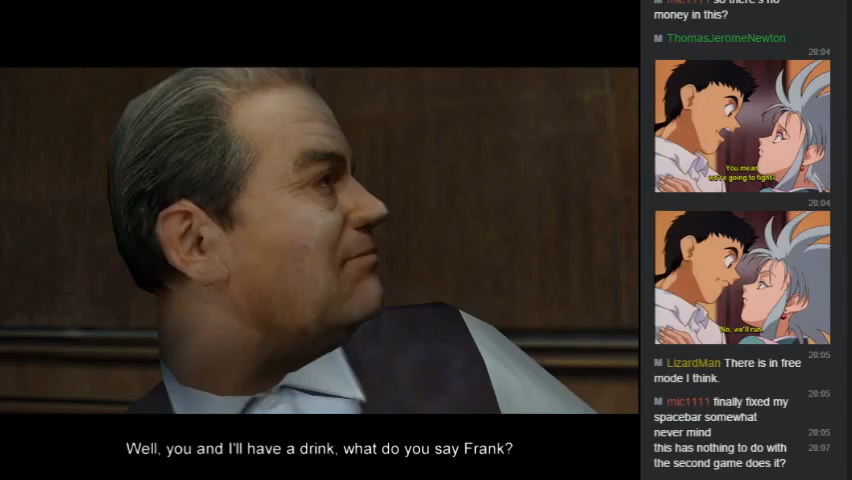 Well, you and I'll have a drink, what do you say Frank?
mic1111 so there's no
money in this?
ThomasJeromeNewton
20:04
You mean
we're going to fight?
20:04
No, we'll run.
20:05
LizardMan There is in free
mode I think.
20:05
mic1111 finally fixed my
spacebar somewhat
never mind
20:05
this has nothing to do with
20:07
the second game does it?